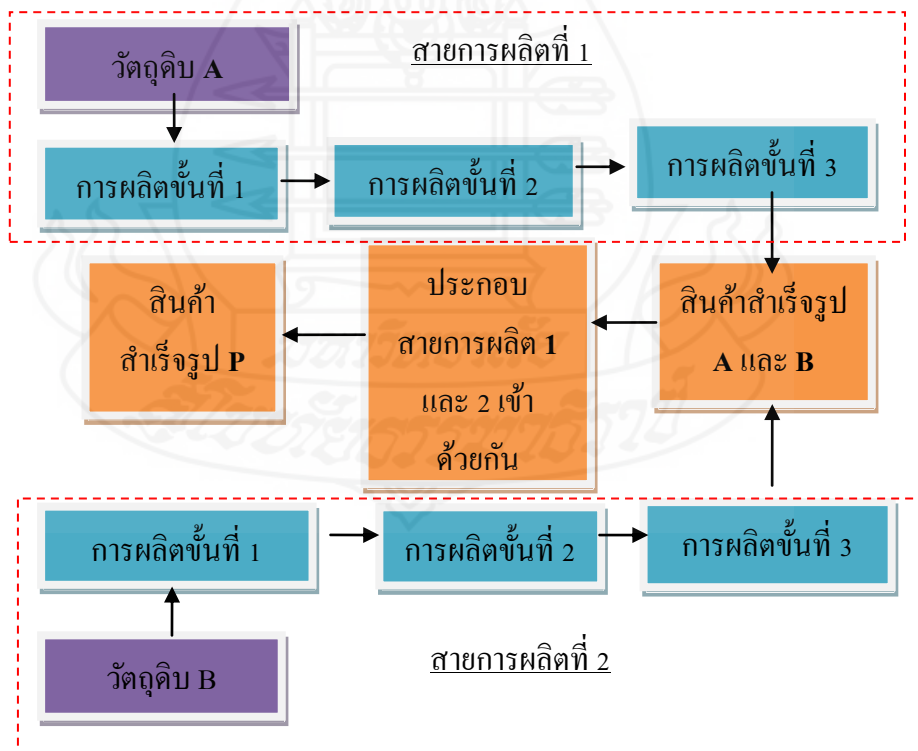 สายการผลิตที่ 1
วัตถุดิบ A
การผลิตขั้นที่ 1
การผลิตขั้นที่ 2
การผลิตขั้นที่ 3
สินค้า
สำเร็จรูป P
ประกอบ
สายการผลิต 1
และ 2 เข้า
ด้วยกัน
สินค้าสำเร็จรูป
A และ B
การผลิตขั้นที่ 1
การผลิตขั้นที่ 2
การผลิตขั้นที่ 3
วัตถุดิบ B
สายการผลิตที่ 2